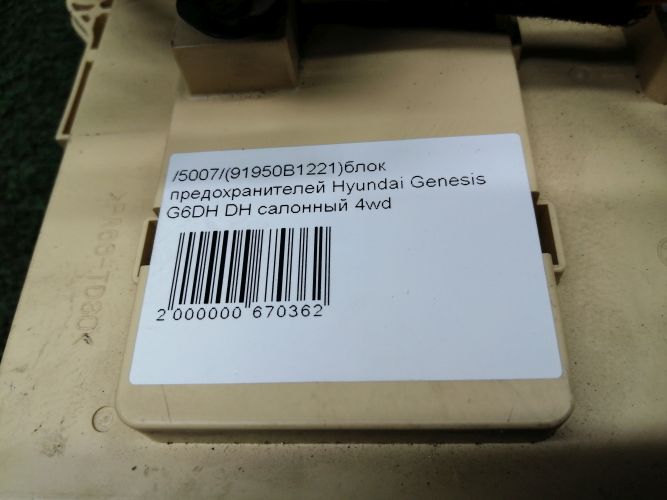 /5007/(91950B1221)блок
предохранителей Hyundai Genesis
G6DH DH салонный 4wd
2 000000 670362